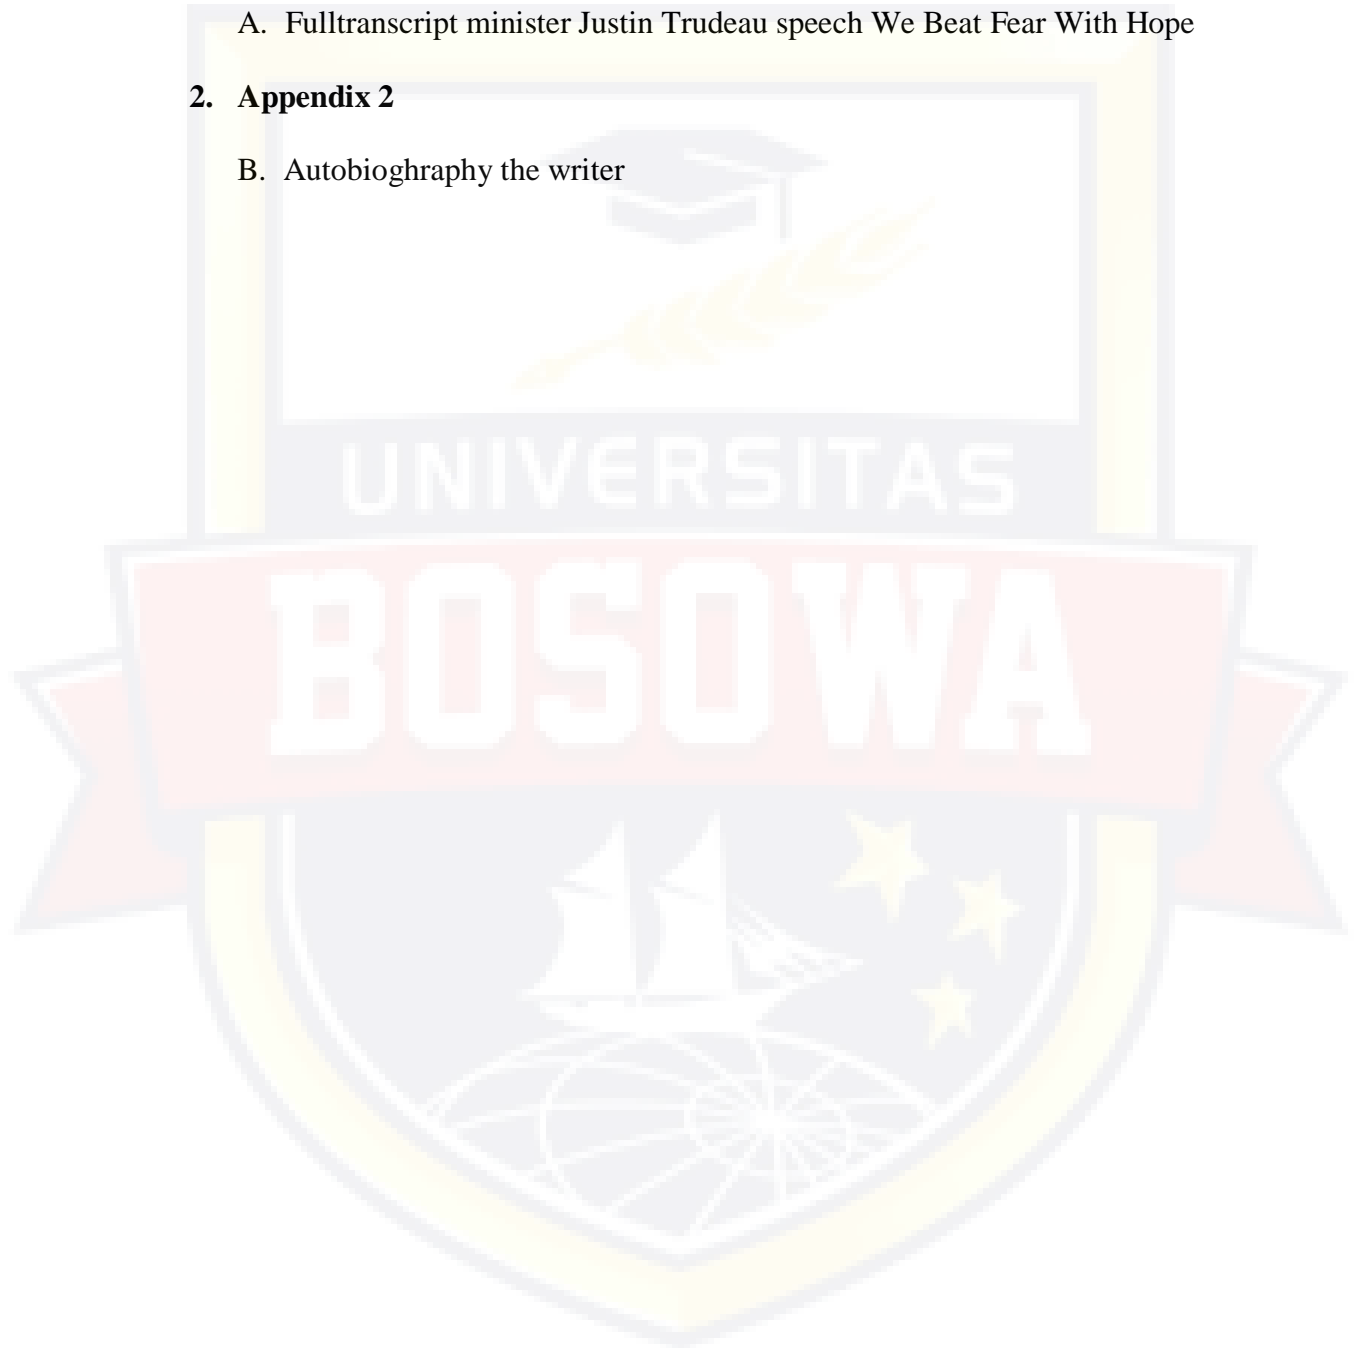 A. Fulltranscript minister Justin Trudeau speech We Beat Fear With Hope
2. Appendix 2
B. Autobioghraphy the writer
UNIVERSITAS
BOSOWA